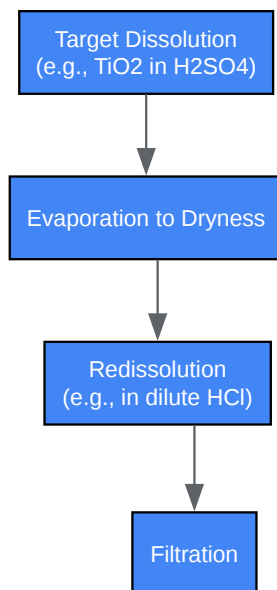 Target Dissolution
(e.g., TiO2 in H2SO4)
Evaporation to Dryness
Redissolution
(e.g., in dilute HCl)
Filtration